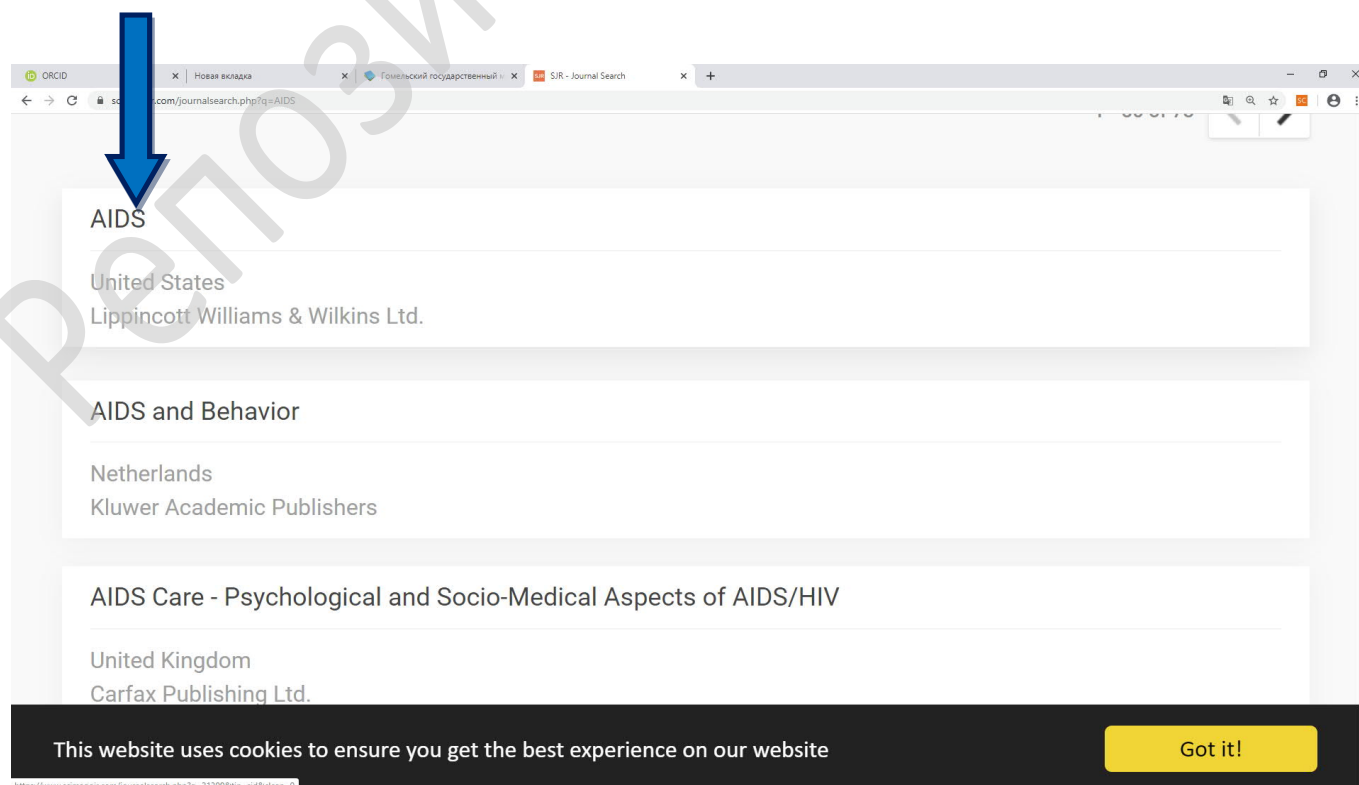 ORCID
Новая вкладка
Гомельский государственный
SJR - Journal Search
.com/journalsearch.php?q=AIDS
AIDS
United States
Lippincott Williams & Wilkins Ltd.
AIDS and Behavior
Netherlands
Kluwer Academic Publishers
AIDS Care - Psychological and Socio-Medical Aspects of AIDS/HIV
United Kingdom
Carfax Publishing Ltd.
This website uses cookies to ensure you get the best experience on our website
Got it!